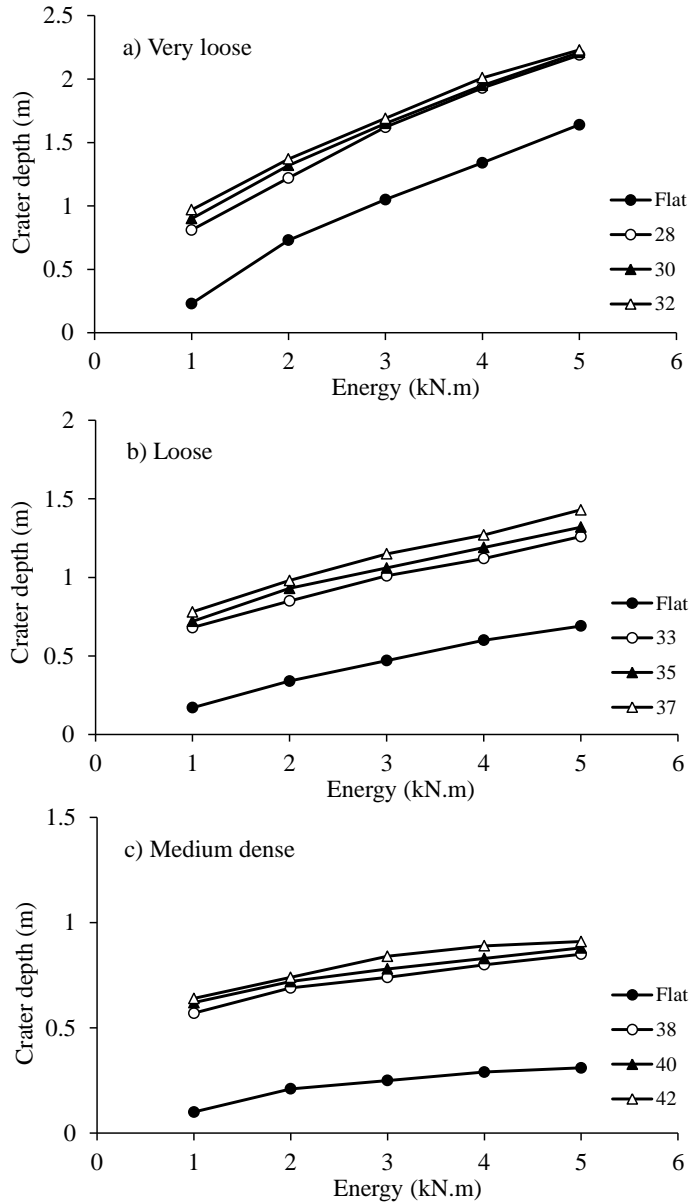 a) Very loose
Crater depth (m)
2.5
2
1.5
1
0.5
0
0 1 2 3 4 5 6
Energy (kN.m)
Flat
28
30
32
b) Loose
Crater depth (m)
2
1.5
1
0.5
0
0 1 2 3 4 5 6
Energy (kN.m)
Flat
33
35
37
c) Medium dense
Crater depth (m)
1.5
1
0.5
0
0 1 2 3 4 5 6
Energy (kN.m)
Flat
38
40
42